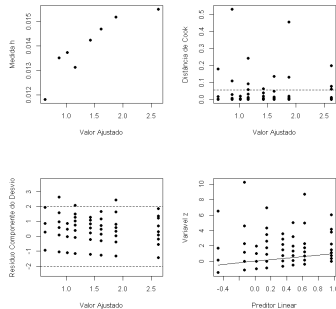 Medida h
0.012 0.013 0.014 0.015
1.0 1.5 2.0 2.5
Valor Ajustado
Distância de Cook
0.0 0.1 0.2 0.3 0.4 0.5
1.0 1.5 2.0 2.5
Valor Ajustado
Resíduo Componente do Desvio
-2 -1 0 1 2 3
1.0 1.5 2.0 2.5
Valor Ajustado
Variavel z
0 2 4 6 8 10
-0.4 0.0 0.2 0.4 0.6 0.8 1.0
Preditor Linear